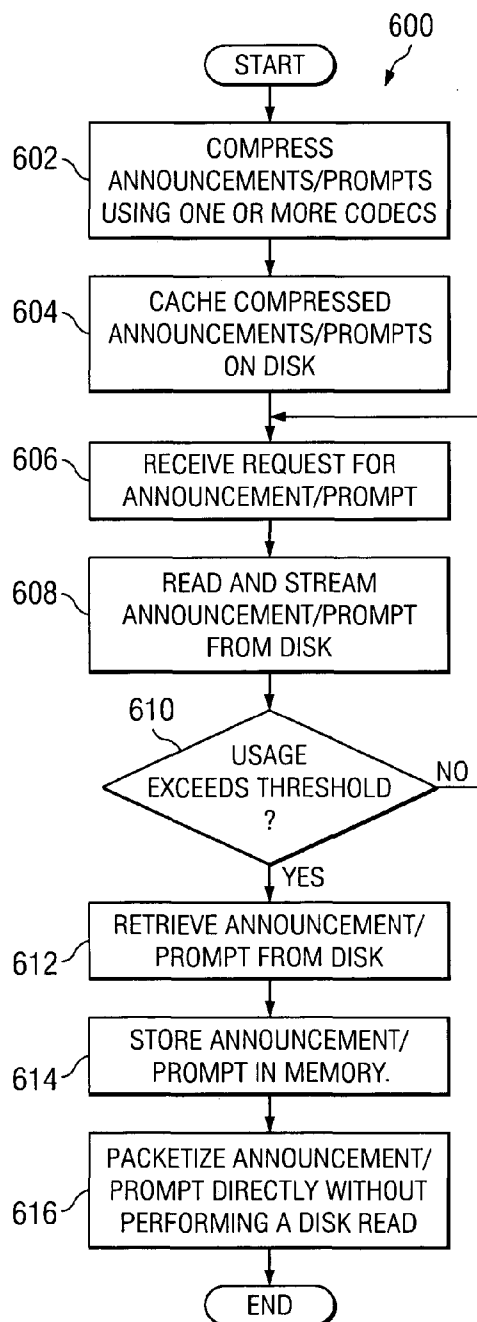 600
START
602
COMPRESS
ANNOUNCEMENTS/PROMPTS
USING ONE OR MORE CODECS
604
CACHE COMPRESSED
ANNOUNCEMENTS/PROMPTS
ON DISK
606
RECEIVE REQUEST FOR
ANNOUNCEMENT/PROMPT
608
READ AND STREAM
ANNOUNCEMENT/PROMPT
FROM DISK
610
USAGE
EXCEEDS THRESHOLD
?
NO
YES
612
RETRIEVE ANNOUNCEMENT/
PROMPT FROM DISK
614
STORE ANNOUNCEMENT/
PROMPT IN MEMORY.
616
PACKETIZE ANNOUNCEMENT/
PROMPT DIRECTLY WITHOUT
PERFORMING A DISK READ
END